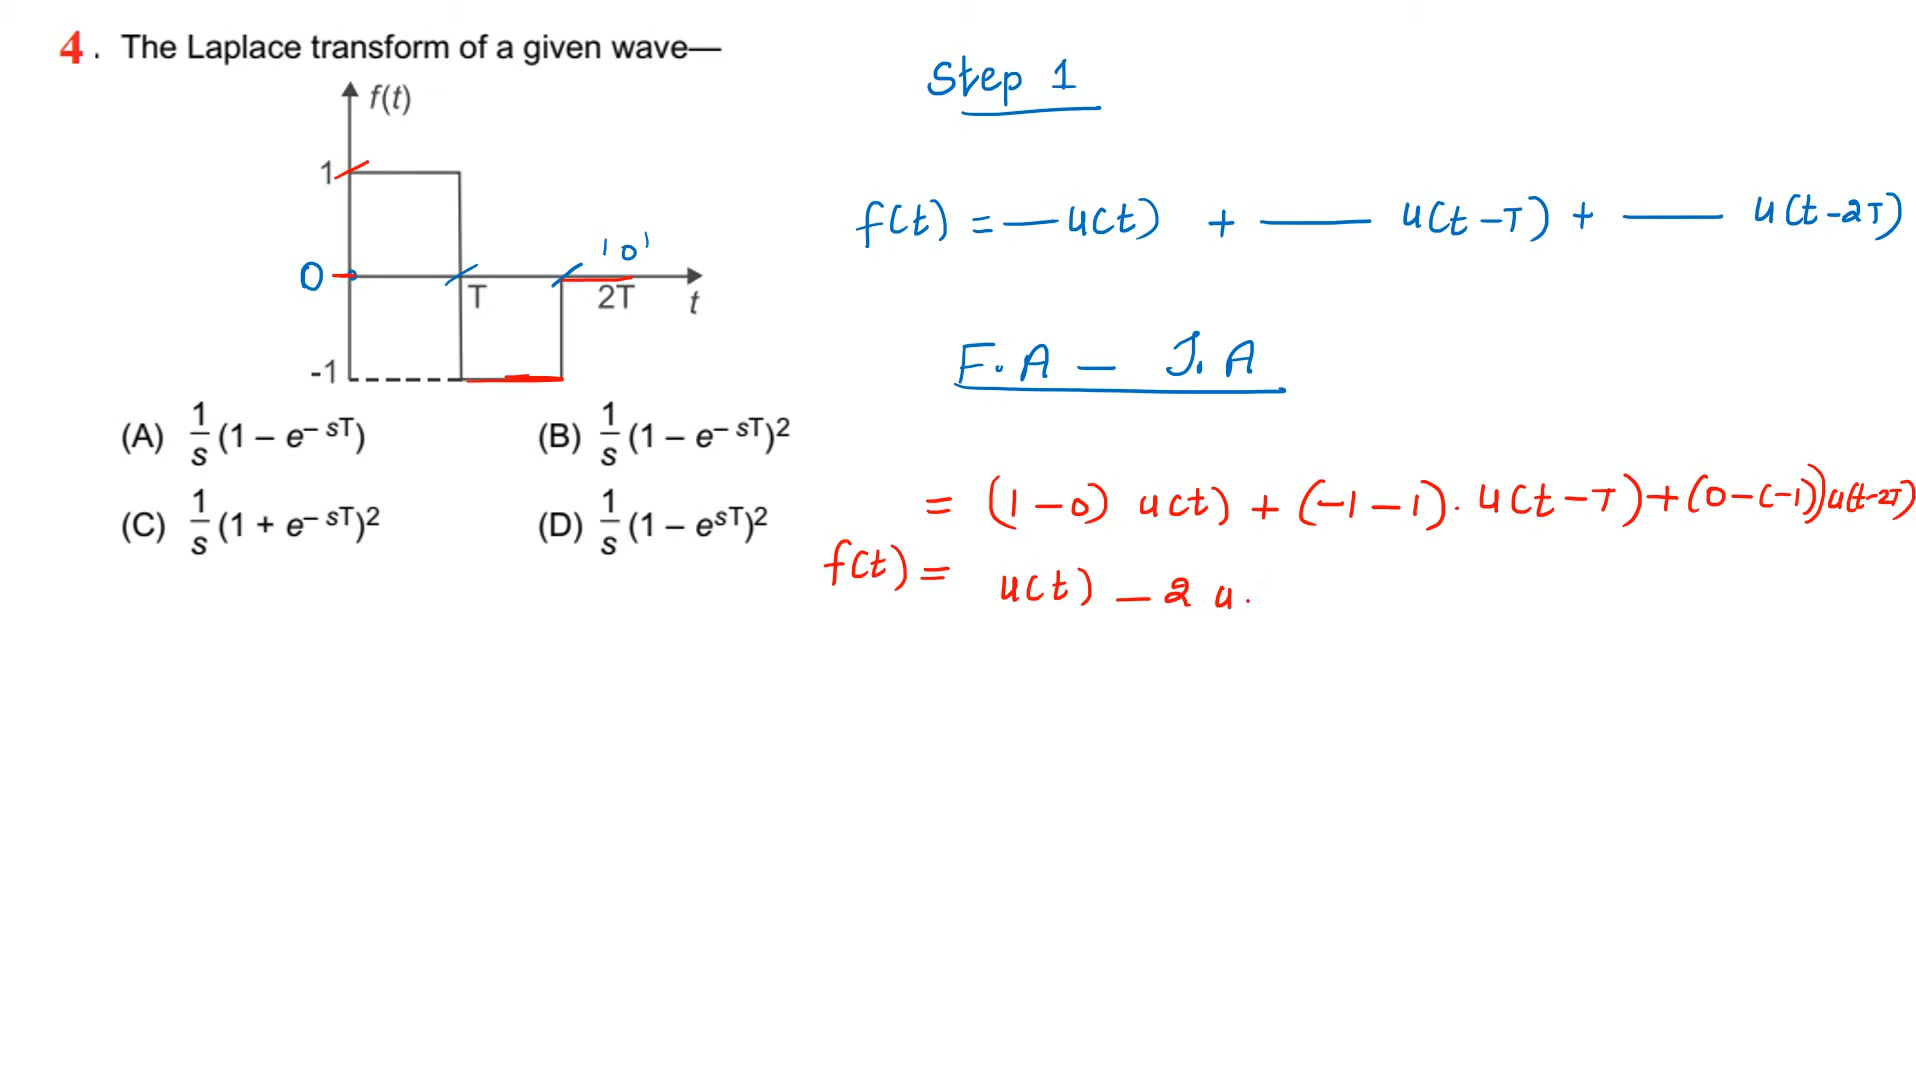 4. The Laplace transform of a given wave—
f(t)
1
0
'0'
T
2T
t
-1
(A) 1/s (1 – e^{– sT})
(B) 1/s (1 – e^{– sT})^2
(C) 1/s (1 + e^{– sT})^2
(D) 1/s (1 – e^{sT})^2
Step 1
f(t) = — u(t) + —— u(t-T) + —— u(t-2T)
F.A — I.A
= (1-0) u(t) + (-1-1). u(t-T)+(0-(-1))u(t-2T)
f(t) = u(t) - 2 u.